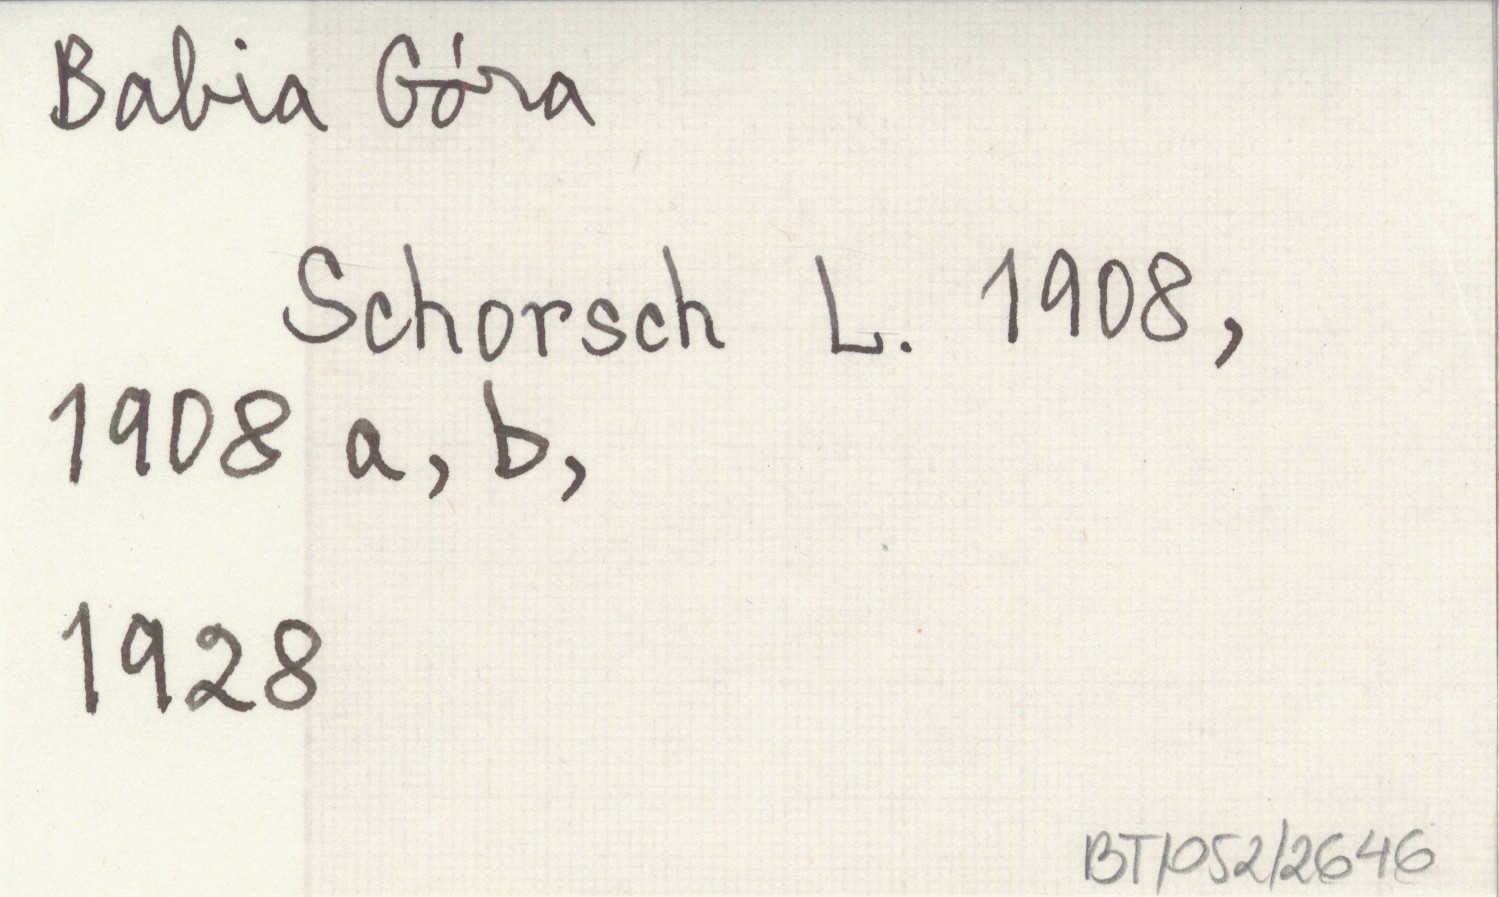 Babia Góra
Schorsch L. 1908,
1908 a, b,
1928
BT/052/2646